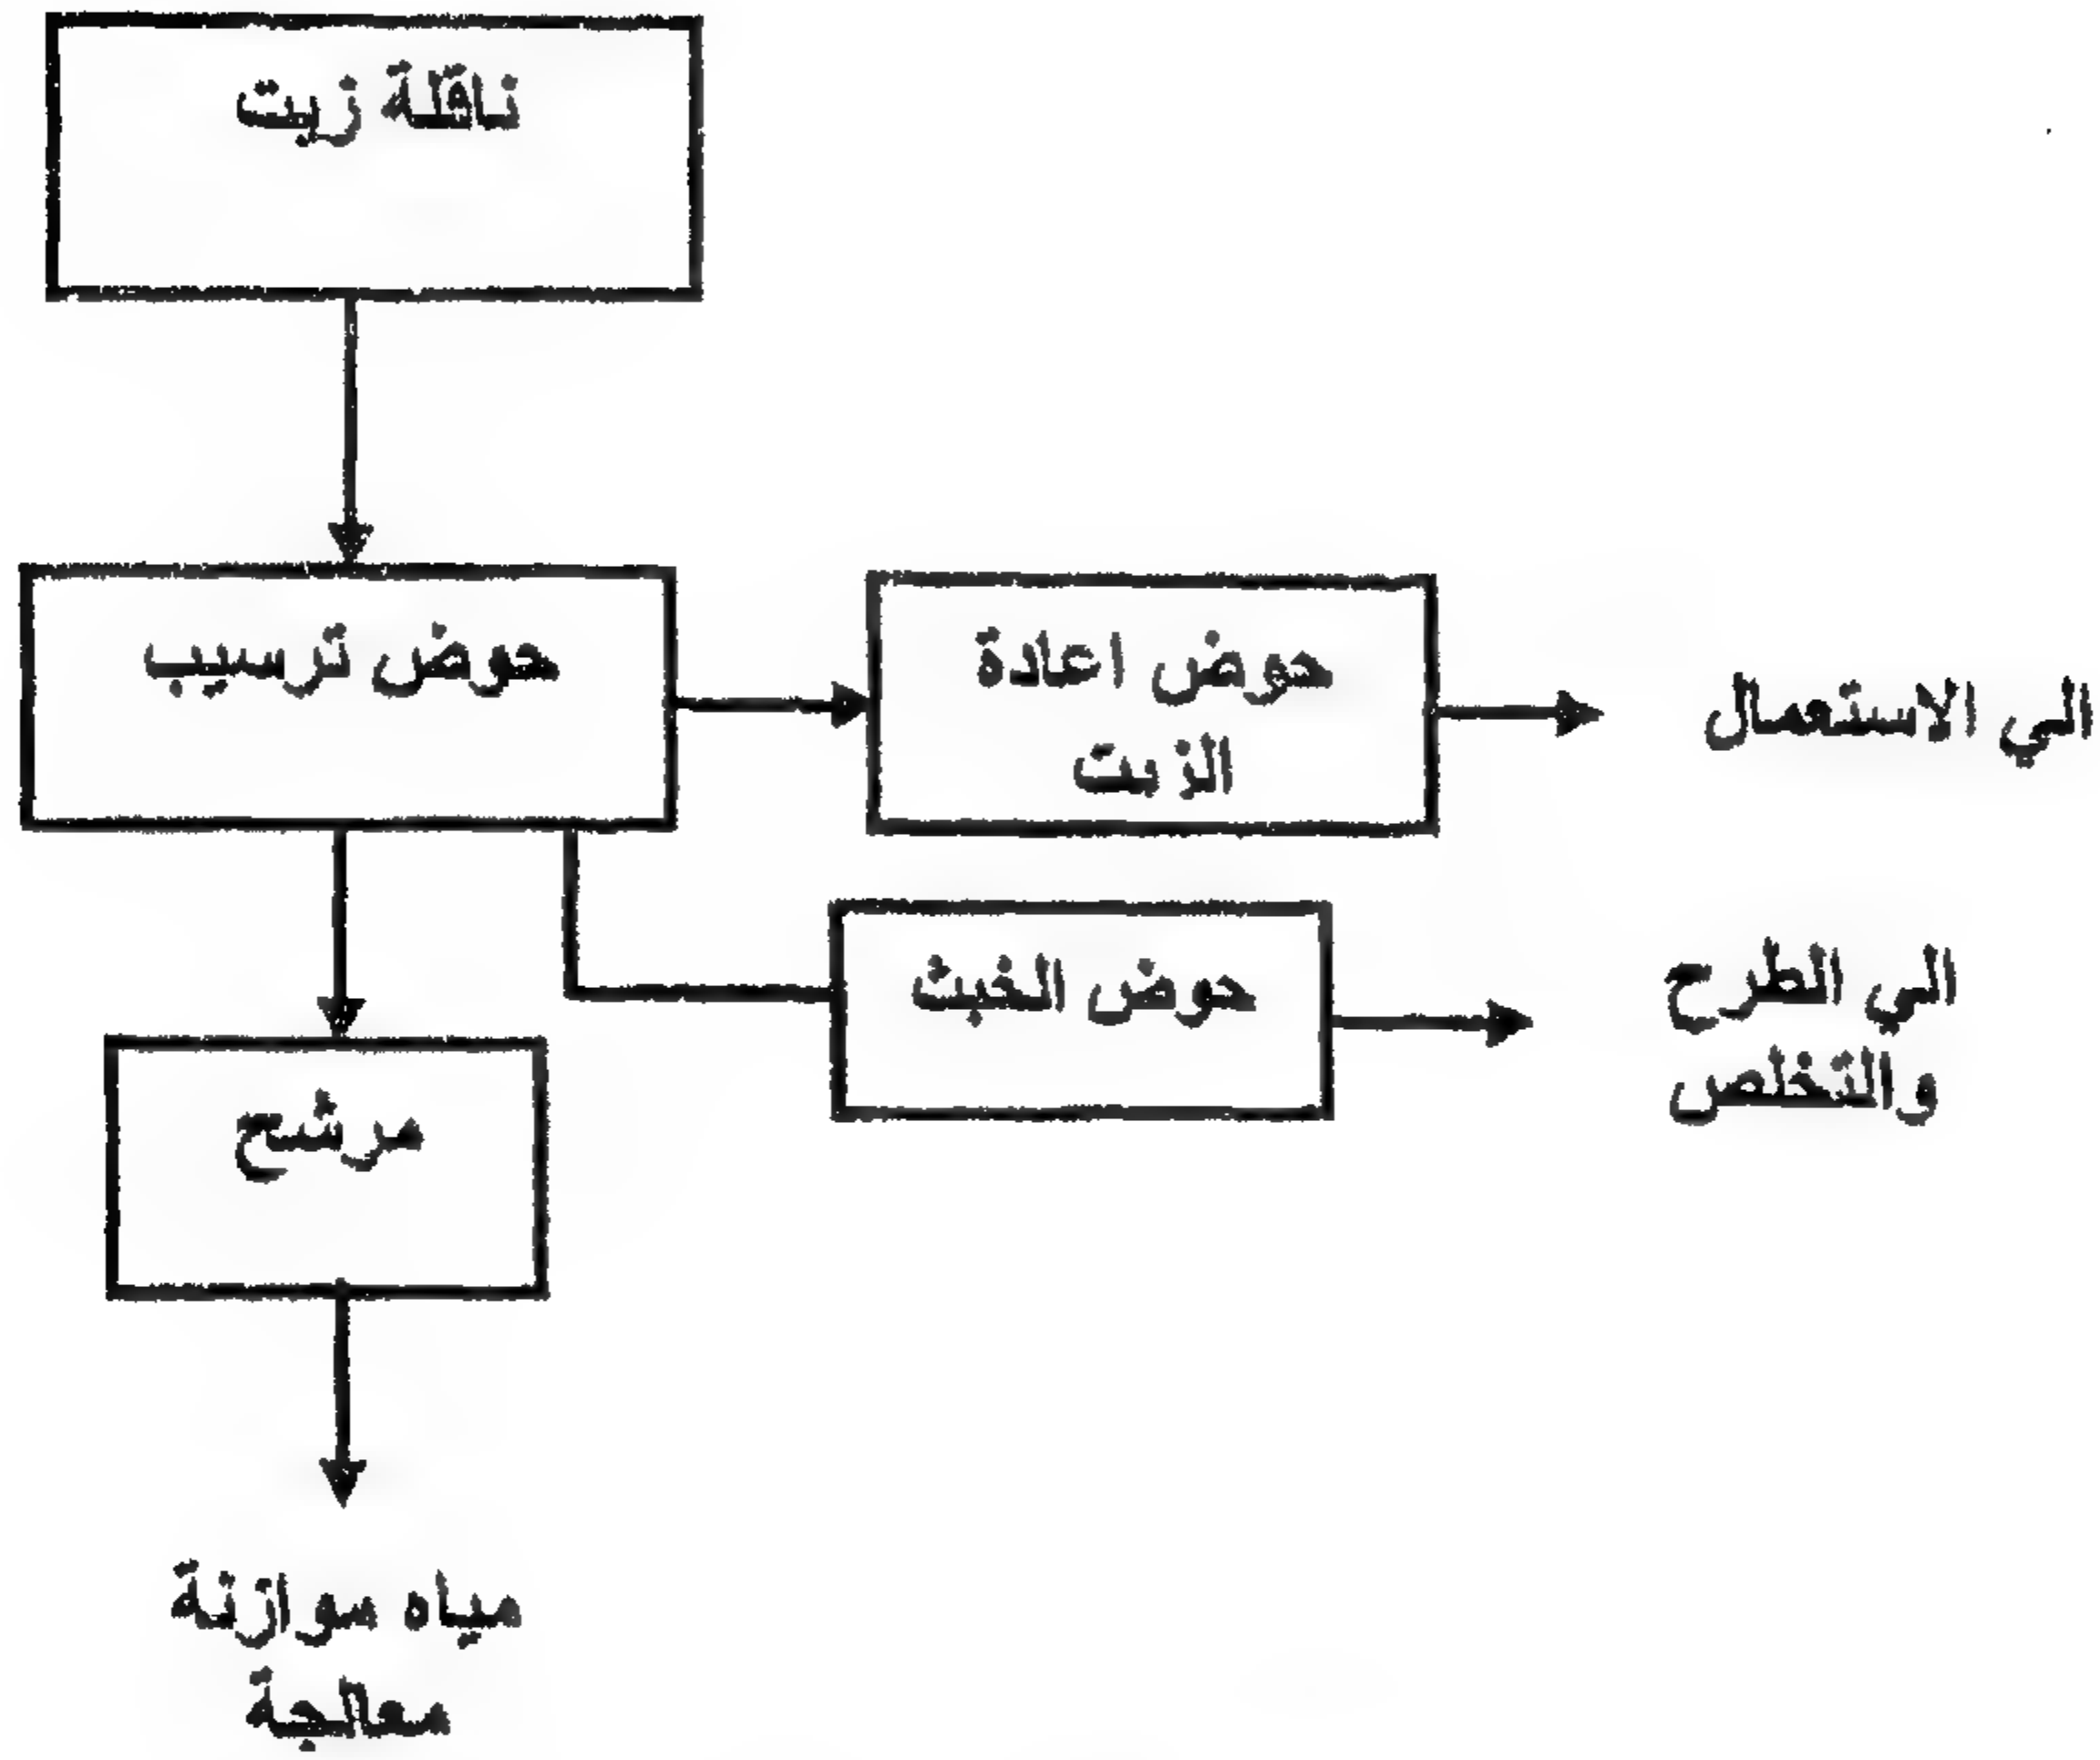 ناقلة زيت
حوض ترسيب
حوض اعادة
الزيت
الي الاستعمال
حوض الخبث
الي الطرح
والتخلص
مرشح
مياه موازنة
معالجة